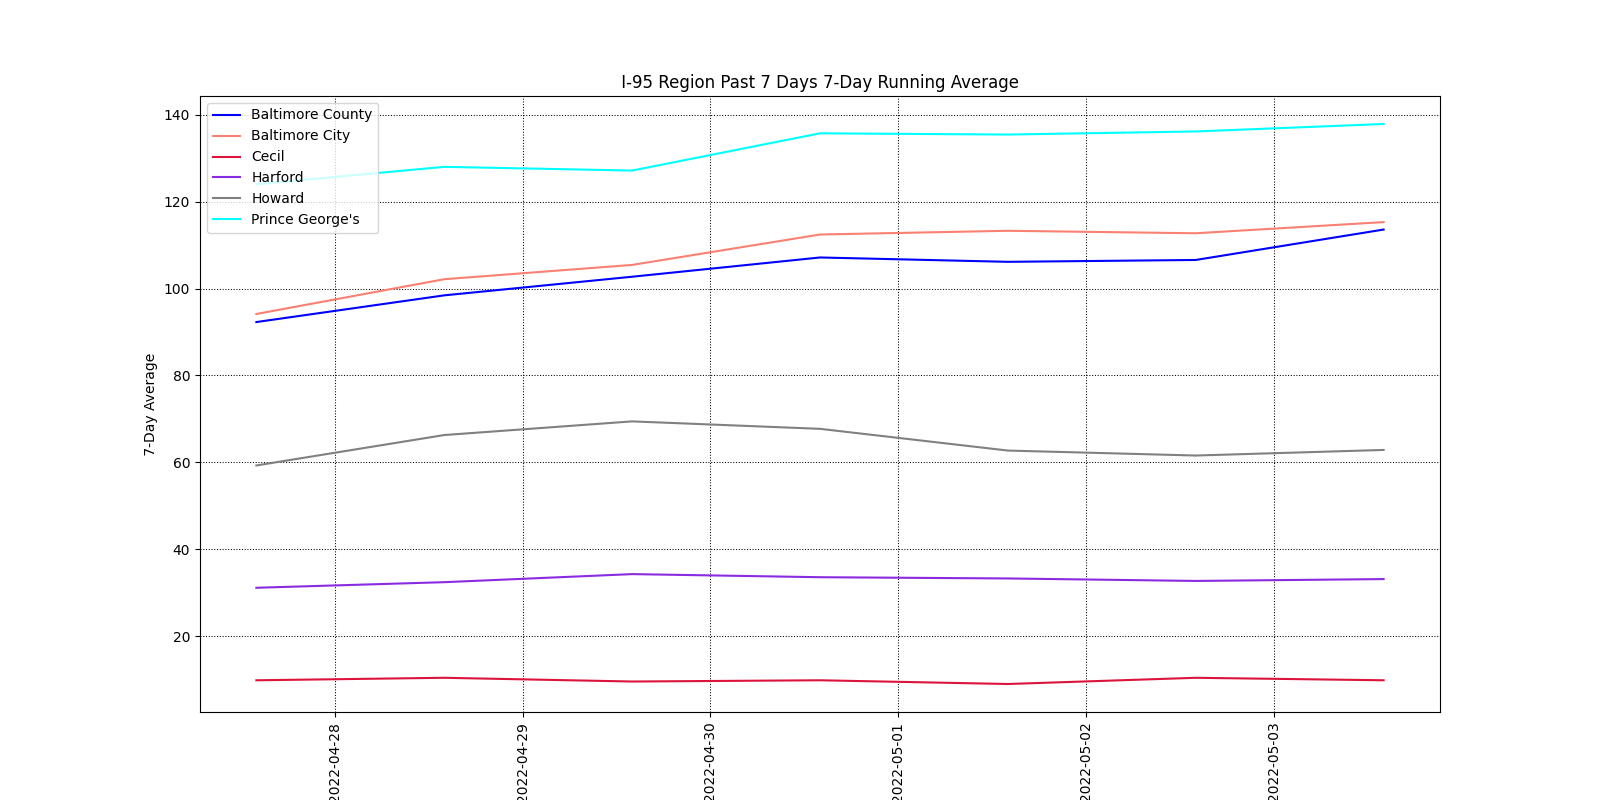 I-95 Region Past 7 Days 7-Day Running Average
Baltimore County
Baltimore City
Cecil
Harford
Howard
Prince George's
140
120
100
80
60
40
20
7-Day Average
2022-04-28
2022-04-29
2022-04-30
2022-05-01
2022-05-02
2022-05-03